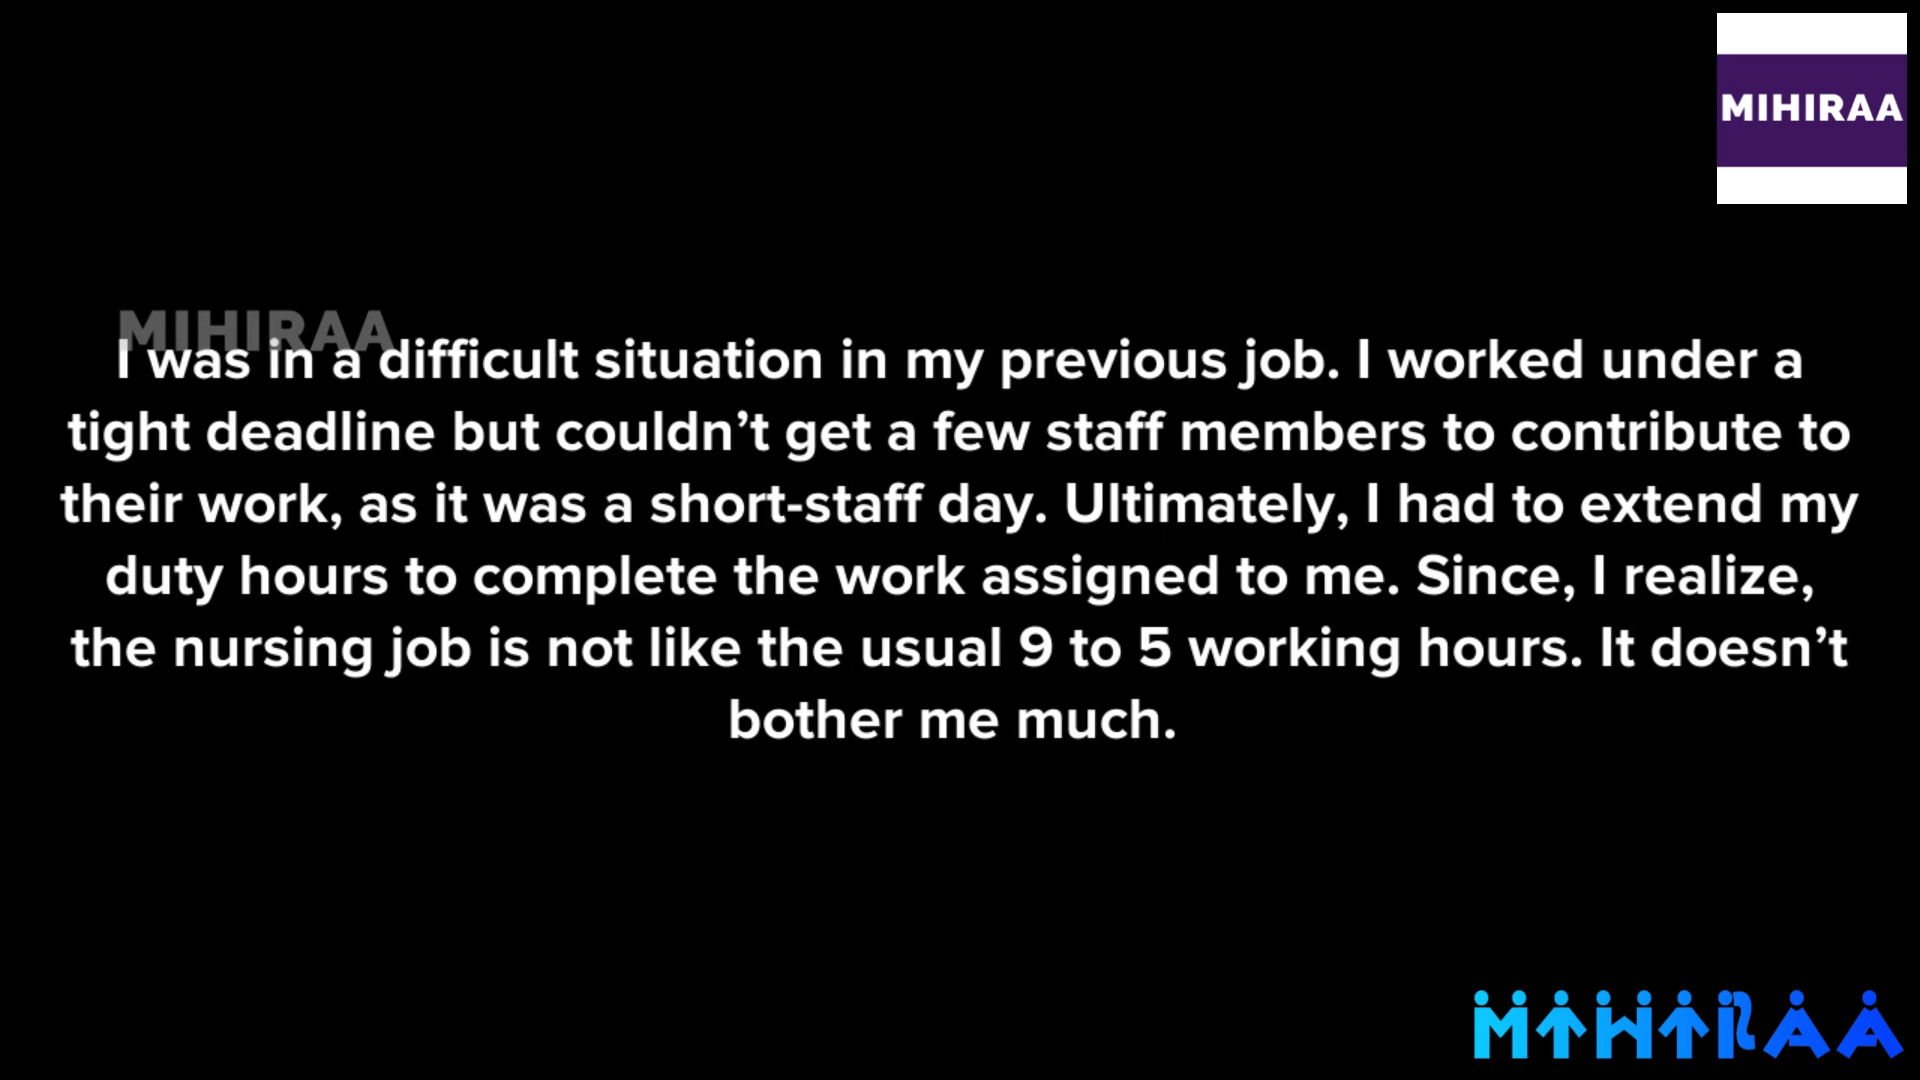 MIHIRAA
MIHIRAA
I was in a difficult situation in my previous job. I worked under a
tight deadline but couldn’t get a few staff members to contribute to
their work, as it was a short-staff day. Ultimately, I had to extend my
duty hours to complete the work assigned to me. Since, I realize,
the nursing job is not like the usual 9 to 5 working hours. It doesn’t
bother me much.
MIHIRAA